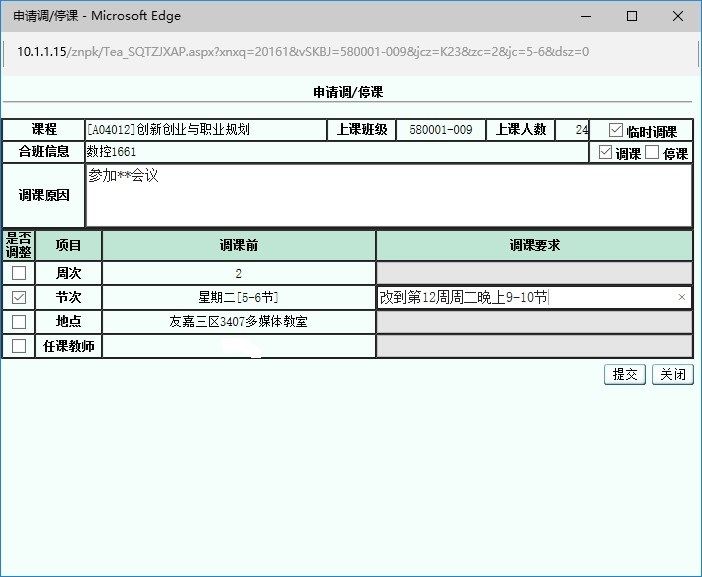 申请调/停课 - Microsoft Edge
10.1.1.15/znpk/Tea_SQTZJXAP.aspx?xnxq=20161&vSKBJ=580001-009&jcz=K23&zc=2&jc=5-6&dsz=0
申请调/停课
课程 [A04012]创新创业与职业规划 上课班级 580001-009 上课人数 24 临时调课
合班信息 数控1661 调课 停课
调课原因 参加**会议
是否调整 项目 调课前 调课要求
周次 2
节次 星期二[5-6节] 改到第12周周二晚上9-10节 ×
地点 友嘉三区3407多媒体教室
任课教师
提交 关闭